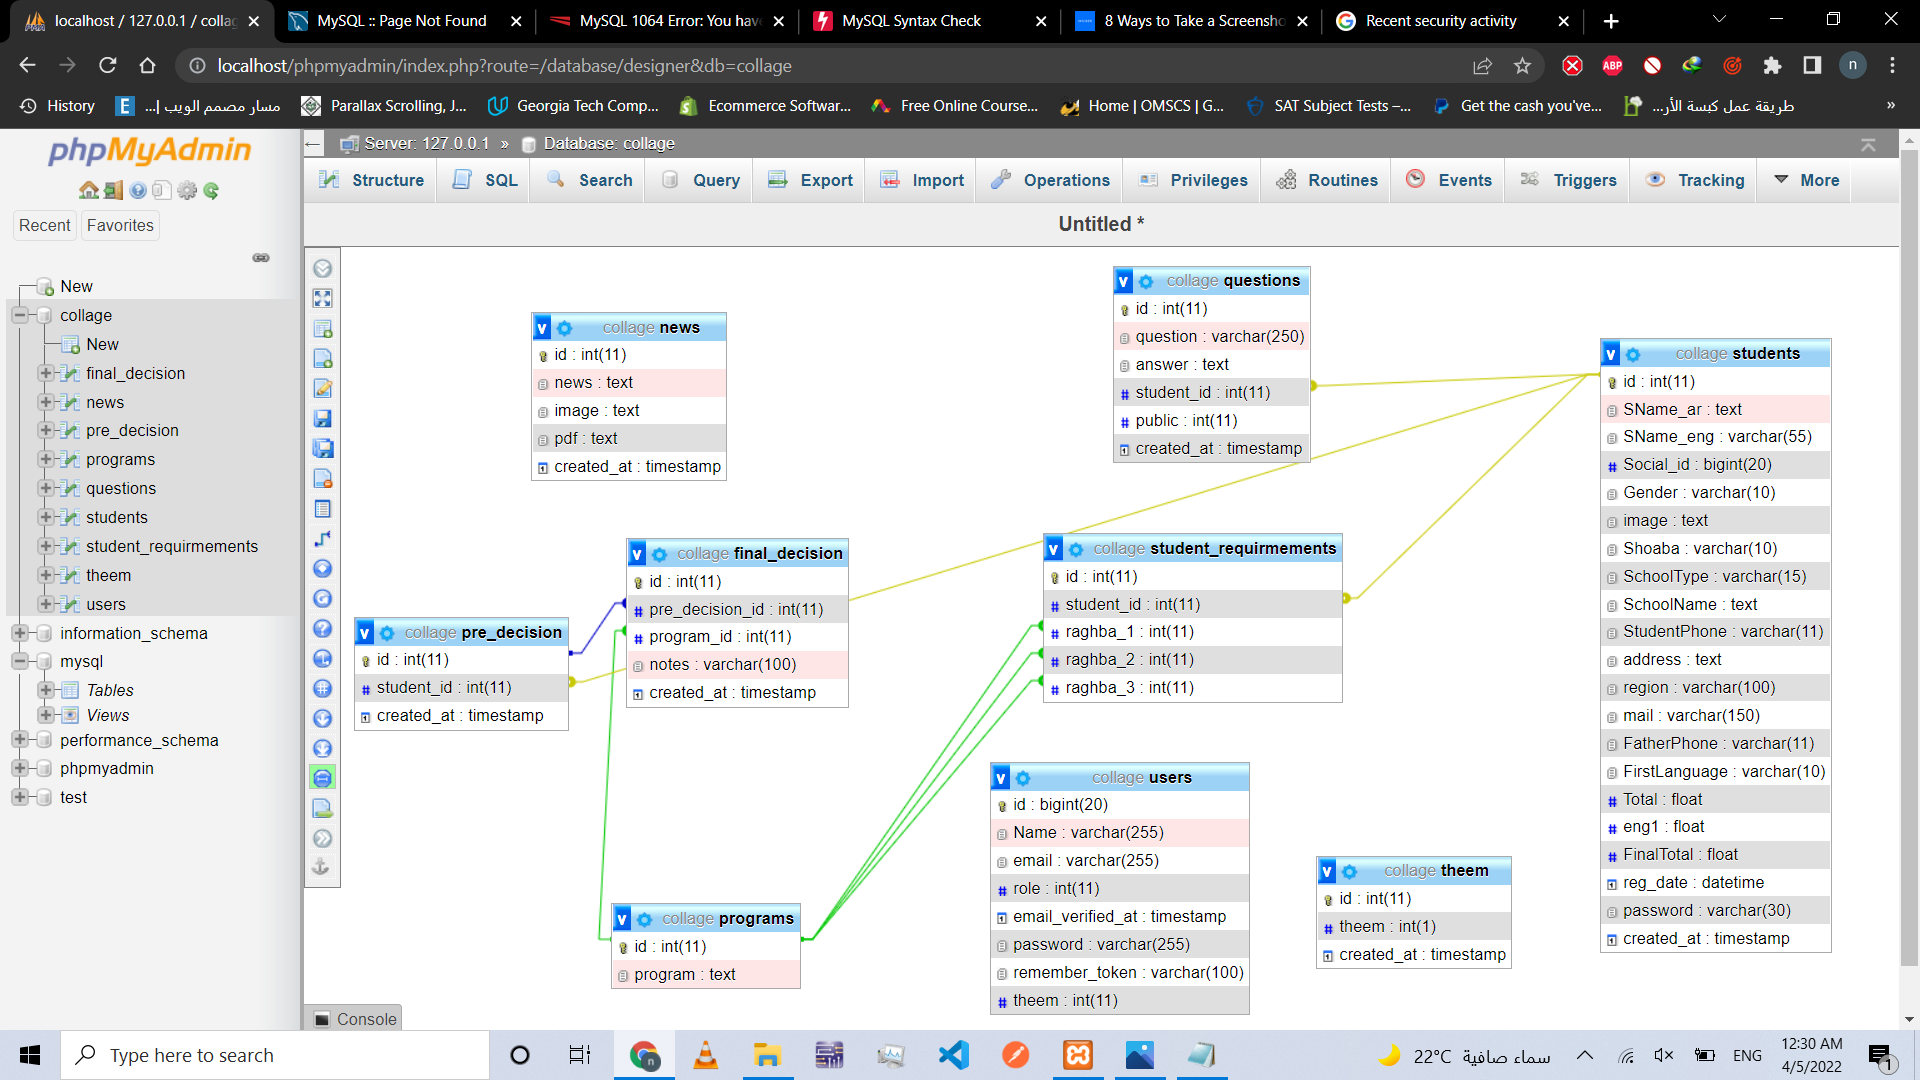 localhost / 127.0.0.1 / collag
MySQL :: Page Not Found
MySQL 1064 Error: You hav
MySQL Syntax Check
8 Ways to Take a Screensho
Recent security activity
localhost/phpmyadmin/index.php?route=/database/designer&db=collage
ABP
n
History
E
مسار مصمم الويب |...
Parallax Scrolling, J...
Georgia Tech Comp...
Ecommerce Softwar...
Free Online Course...
Home | OMSCS | G...
SAT Subject Tests –...
Get the cash you've...
طريقة عمل كبسة الأر...
»
phpMyAdmin
Recent
Favorites
New
collage
New
final_decision
news
pre_decision
programs
questions
students
student_requirmements
theem
users
information_schema
mysql
Tables
Views
performance_schema
phpmyadmin
test
Server: 127.0.0.1 » Database: collage
Structure
SQL
Search
Query
Export
Import
Operations
Privileges
Routines
Events
Triggers
Tracking
More
Untitled *
v collage news
id : int(11)
news : text
image : text
pdf : text
created_at : timestamp
v collage questions
id : int(11)
question : varchar(250)
answer : text
# student_id : int(11)
# public : int(11)
created_at : timestamp
v collage students
id : int(11)
SName_ar : text
SName_eng : varchar(55)
# Social_id : bigint(20)
Gender : varchar(10)
image : text
Shoaba : varchar(10)
SchoolType : varchar(15)
SchoolName : text
StudentPhone : varchar(11)
address : text
region : varchar(100)
mail : varchar(150)
FatherPhone : varchar(11)
FirstLanguage : varchar(10)
# Total : float
# eng1 : float
# FinalTotal : float
reg_date : datetime
password : varchar(30)
created_at : timestamp
v collage final_decision
id : int(11)
# pre_decision_id : int(11)
# program_id : int(11)
notes : varchar(100)
created_at : timestamp
v collage student_requirmements
id : int(11)
# student_id : int(11)
# raghba_1 : int(11)
# raghba_2 : int(11)
# raghba_3 : int(11)
v collage pre_decision
id : int(11)
# student_id : int(11)
created_at : timestamp
v collage users
id : bigint(20)
Name : varchar(255)
email : varchar(255)
# role : int(11)
email_verified_at : timestamp
password : varchar(255)
remember_token : varchar(100)
# theem : int(11)
v collage theem
id : int(11)
# theem : int(1)
created_at : timestamp
v collage programs
id : int(11)
program : text
Console
Type here to search
n
22°C سماء صافية
ENG
12:30 AM
4/5/2022
1